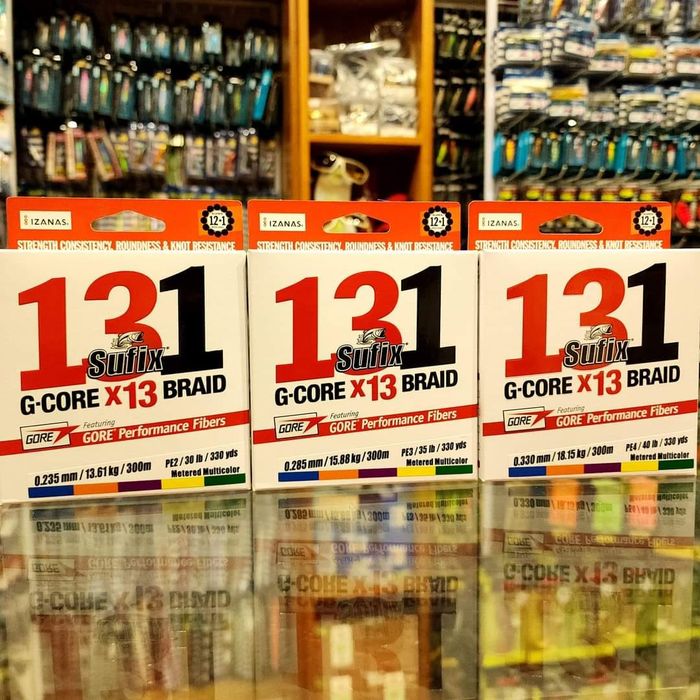 IZANAS
12+1
STRENGTH CONSISTENCY, ROUNDNESS & KNOT RESISTANCE
131
Sufix
G-CORE X13 BRAID
GORE
Featuring
GORE Performance Fibers
0.235 mm / 13.61 kg / 300m
PE2 / 30 lb / 330 yds
Metered Multicolor
IZANAS
12+1
STRENGTH CONSISTENCY, ROUNDNESS & KNOT RESISTANCE
131
Sufix
G-CORE X13 BRAID
GORE
Featuring
GORE Performance Fibers
0.285 mm / 15.88 kg / 300m
PE3 / 35 lb / 330 yds
Metered Multicolor
IZANAS
12+1
STRENGTH CONSISTENCY, ROUNDNESS & KNOT RESISTANCE
131
Sufix
G-CORE X13 BRAID
GORE
Featuring
GORE Performance Fibers
0.330 mm / 18.15 kg / 300m
PE4 / 40 lb / 330 yds
Metered Multicolor